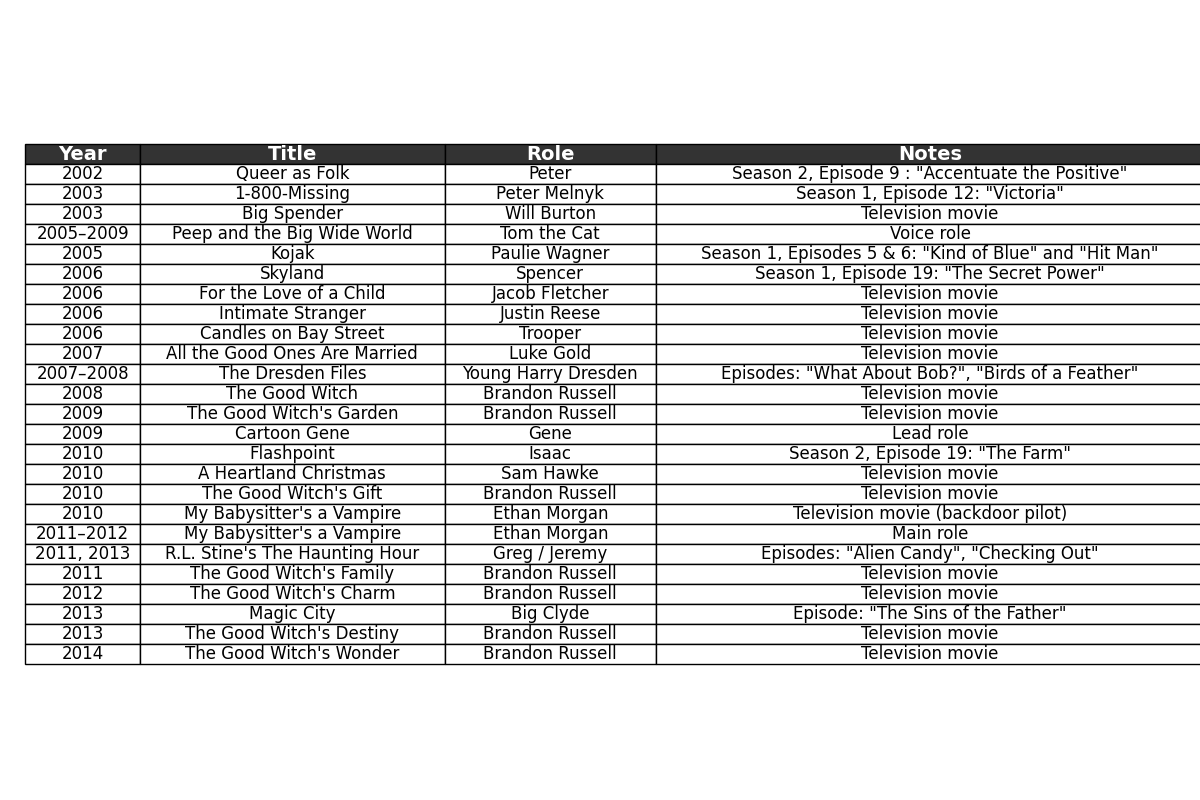 Year Title Role Notes
2002 Queer as Folk Peter Season 2, Episode 9 : "Accentuate the Positive"
2003 1-800-Missing Peter Melnyk Season 1, Episode 12: "Victoria"
2003 Big Spender Will Burton Television movie
2005–2009 Peep and the Big Wide World Tom the Cat Voice role
2005 Kojak Paulie Wagner Season 1, Episodes 5 & 6: "Kind of Blue" and "Hit Man"
2006 Skyland Spencer Season 1, Episode 19: "The Secret Power"
2006 For the Love of a Child Jacob Fletcher Television movie
2006 Intimate Stranger Justin Reese Television movie
2006 Candles on Bay Street Trooper Television movie
2007 All the Good Ones Are Married Luke Gold Television movie
2007–2008 The Dresden Files Young Harry Dresden Episodes: "What About Bob?", "Birds of a Feather"
2008 The Good Witch Brandon Russell Television movie
2009 The Good Witch's Garden Brandon Russell Television movie
2009 Cartoon Gene Gene Lead role
2010 Flashpoint Isaac Season 2, Episode 19: "The Farm"
2010 A Heartland Christmas Sam Hawke Television movie
2010 The Good Witch's Gift Brandon Russell Television movie
2010 My Babysitter's a Vampire Ethan Morgan Television movie (backdoor pilot)
2011–2012 My Babysitter's a Vampire Ethan Morgan Main role
2011, 2013 R.L. Stine's The Haunting Hour Greg / Jeremy Episodes: "Alien Candy", "Checking Out"
2011 The Good Witch's Family Brandon Russell Television movie
2012 The Good Witch's Charm Brandon Russell Television movie
2013 Magic City Big Clyde Episode: "The Sins of the Father"
2013 The Good Witch's Destiny Brandon Russell Television movie
2014 The Good Witch's Wonder Brandon Russell Television movie